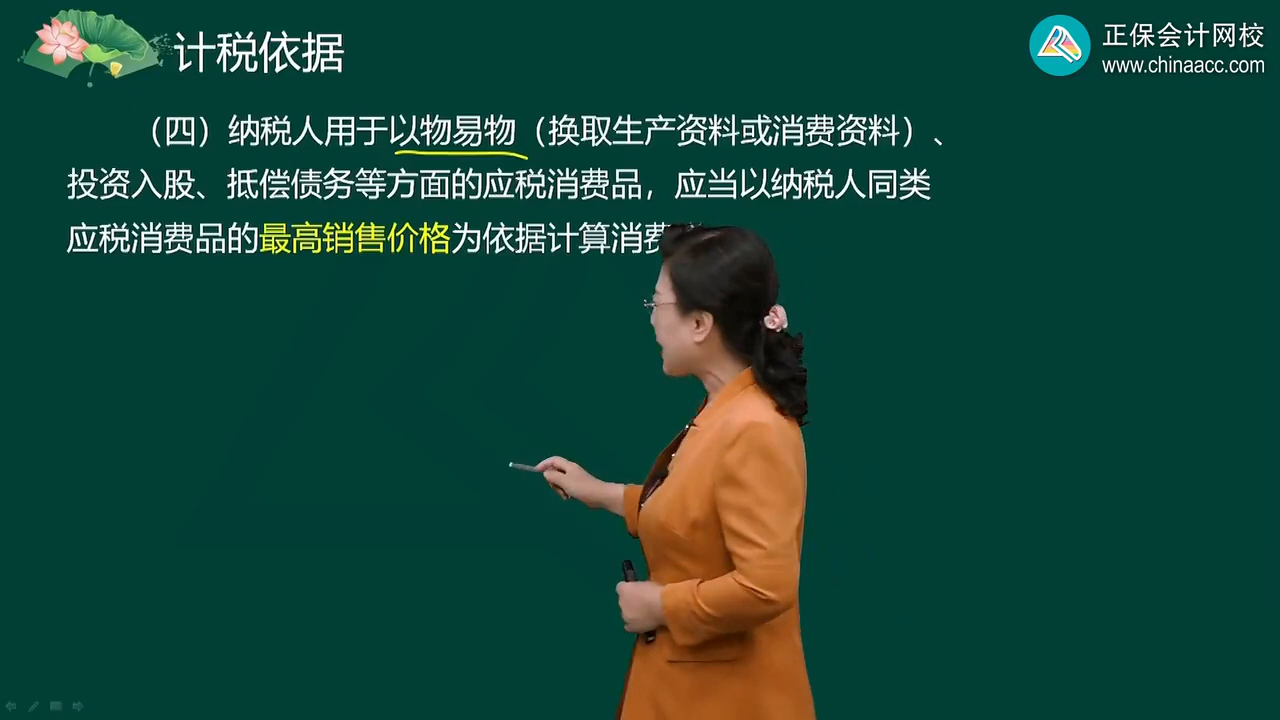 计税依据
正保会计网校
www.chinaacc.com
（四）纳税人用于以物易物（换取生产资料或消费资料）、
投资入股、抵偿债务等方面的应税消费品，应当以纳税人同类
应税消费品的最高销售价格为依据计算消费